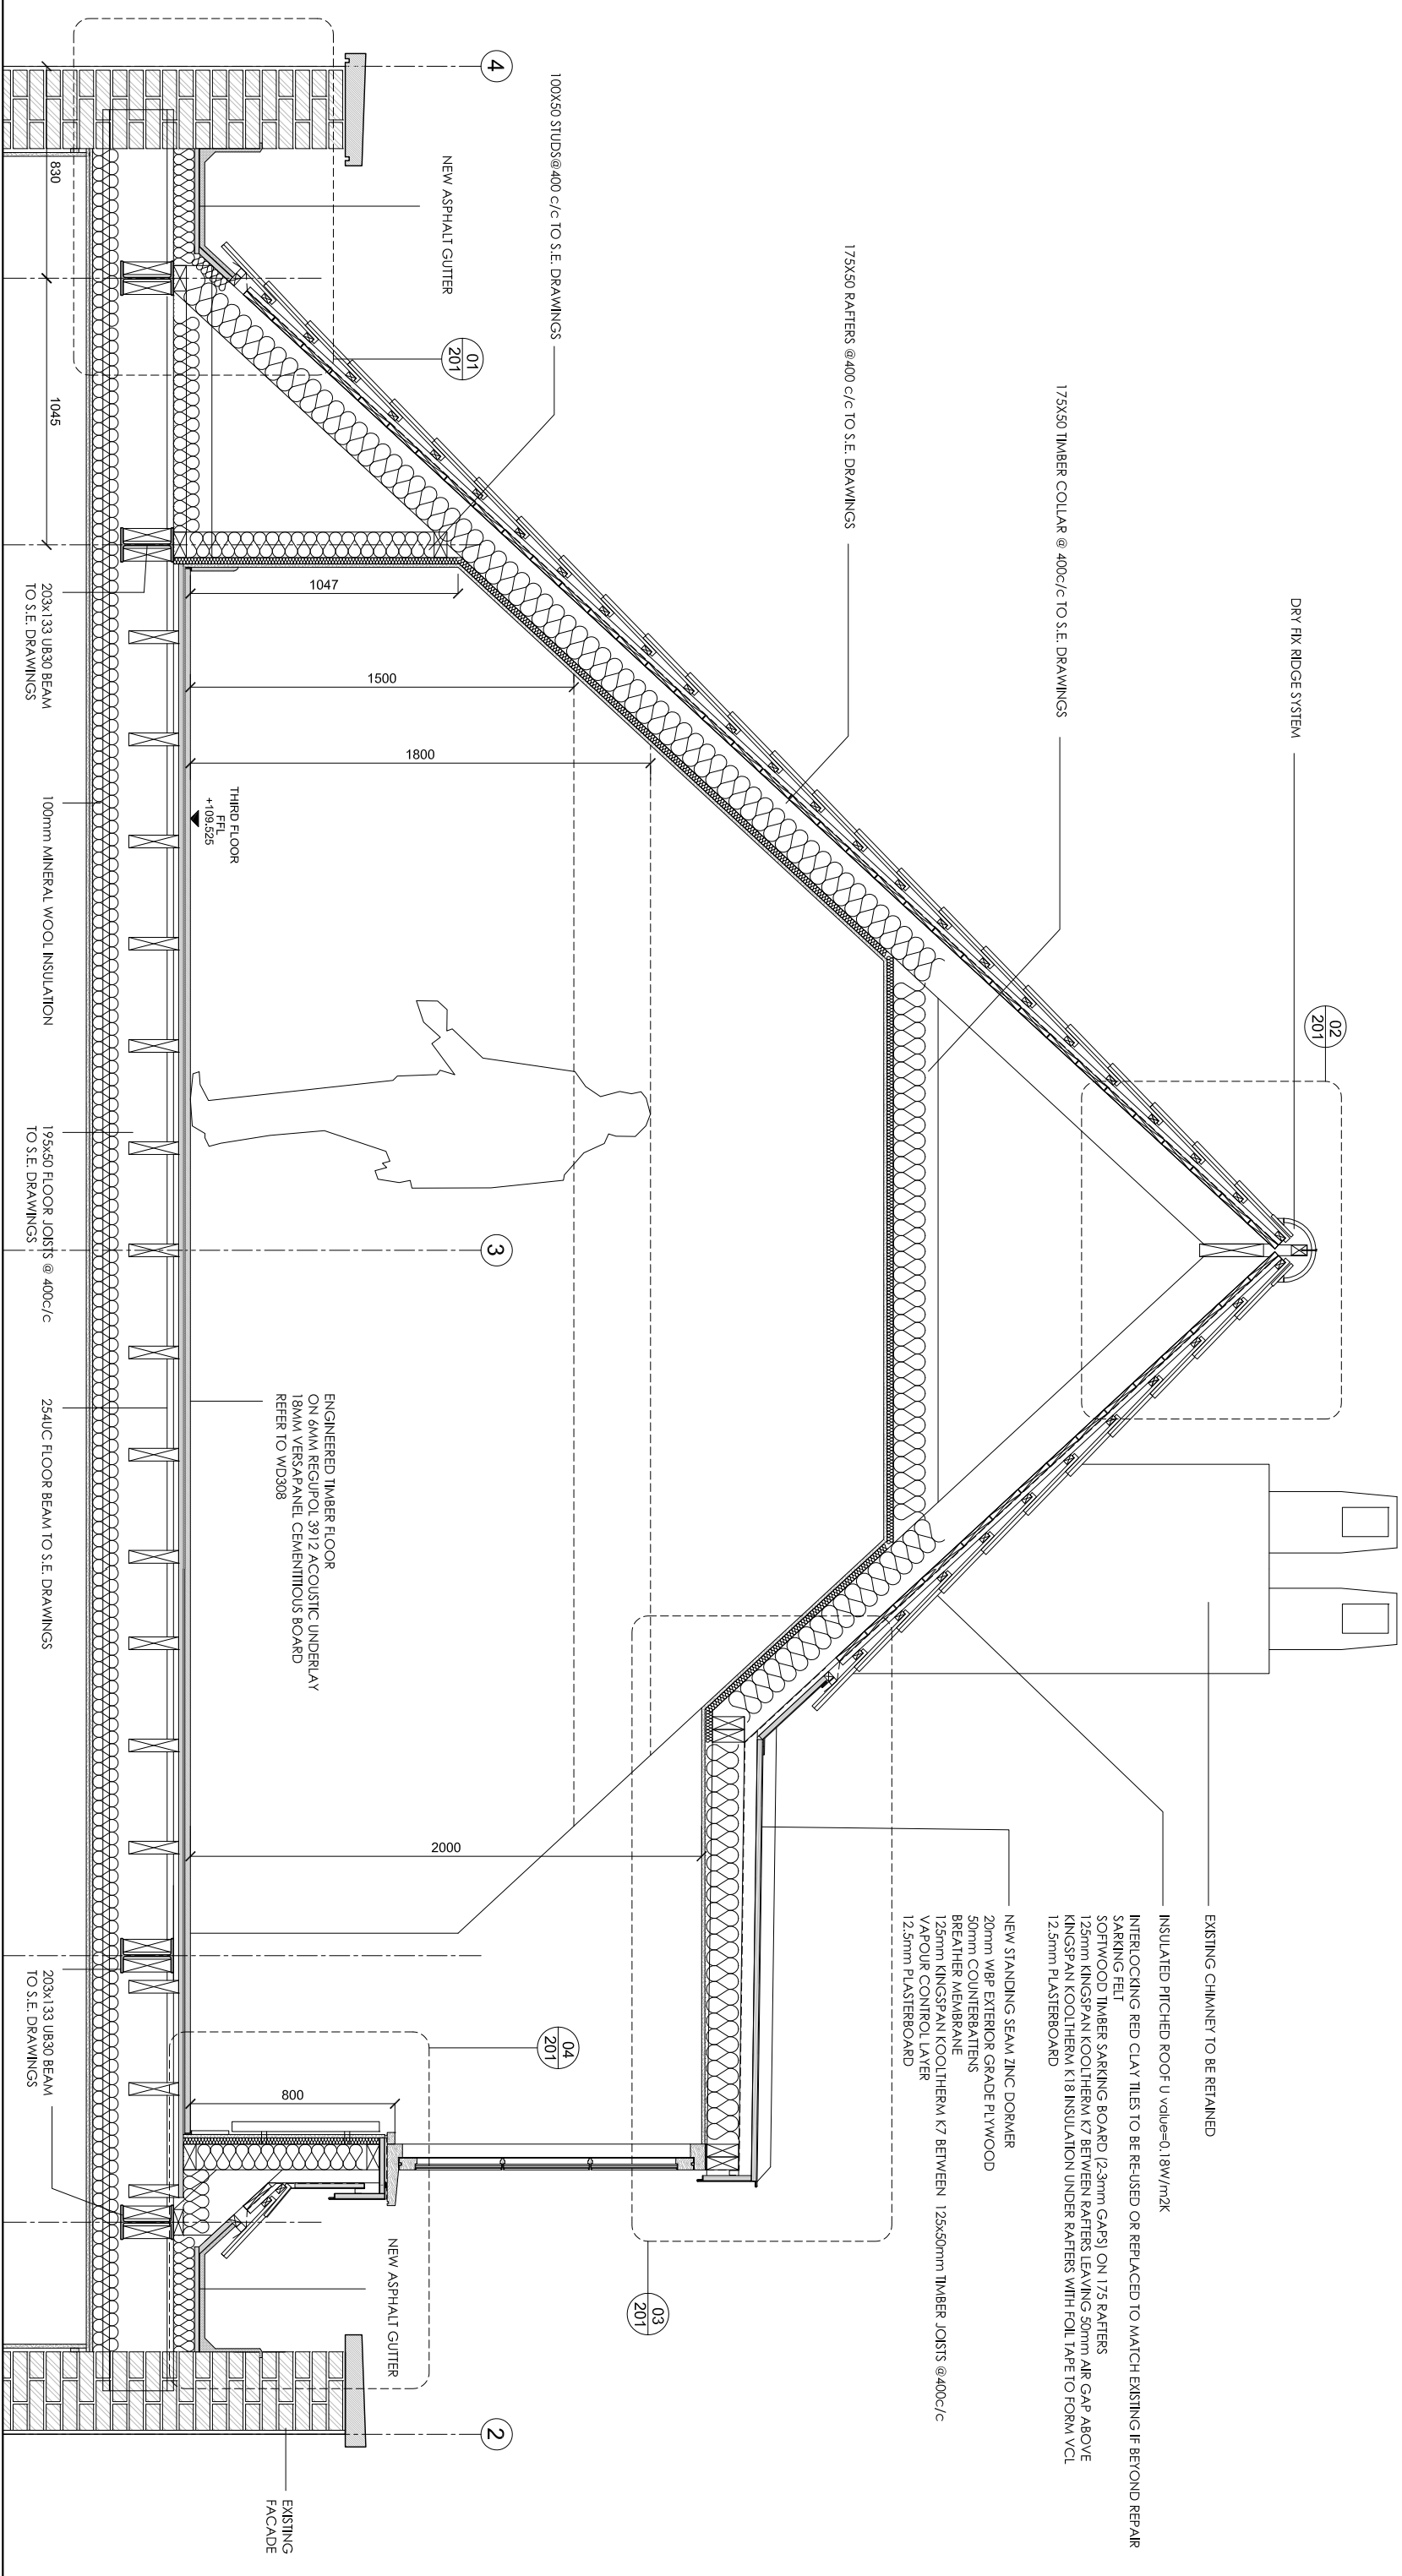 DRY FIX RIDGE SYSTEM
02
201
175X50 TIMBER COLLAR @ 400c/c TO S.E. DRAWINGS
175X50 RAFTERS @400 c/c TO S.E. DRAWINGS
100X50 STUDS@400 c/c TO S.E. DRAWINGS
EXISTING CHIMNEY TO BE RETAINED
INSULATED PITCHED ROOF U value=0.18W/m2K
INTERLOCKING RED CLAY TILES TO BE RE-USED OR REPLACED TO MATCH EXISTING IF BEYOND REPAIR
SARKING FELT
SOFTWOOD TIMBER SARKING BOARD (2-3mm GAPS) ON 175 RAFTERS
125mm KINGSPAN KOOLTHERM K7 BETWEEN RAFTERS LEAVING 50mm AIR GAP ABOVE
KINGSPAN KOOLTHERM K18 INSULATION UNDER RAFTERS WITH FOIL TAPE TO FORM VCL
12.5mm PLASTERBOARD
NEW STANDING SEAM ZINC DORMER
20mm WBP EXTERIOR GRADE PLYWOOD
50mm COUNTERBATTENS
BREATHER MEMBRANE
125mm KINGSPAN KOOLTHERM K7 BETWEEN 125x50mm TIMBER JOISTS @400c/c
VAPOUR CONTROL LAYER
12.5mm PLASTERBOARD
03
201
4
3
2
NEW ASPHALT GUTTER
01
201
04
201
NEW ASPHALT GUTTER
1047
1500
1800
2000
800
THIRD FLOOR
FFL
+109.525
ENGINEERED TIMBER FLOOR
ON 6MM REGUPOL 3912 ACOUSTIC UNDERLAY
18MM VERSAPANEL CEMENTITIOUS BOARD
REFER TO WD308
EXISTING
FACADE
830
1045
203x133 UB30 BEAM
TO S.E. DRAWINGS
100mm MINERAL WOOL INSULATION
195x50 FLOOR JOISTS @ 400c/c
TO S.E. DRAWINGS
254UC FLOOR BEAM TO S.E. DRAWINGS
203x133 UB30 BEAM
TO S.E. DRAWINGS